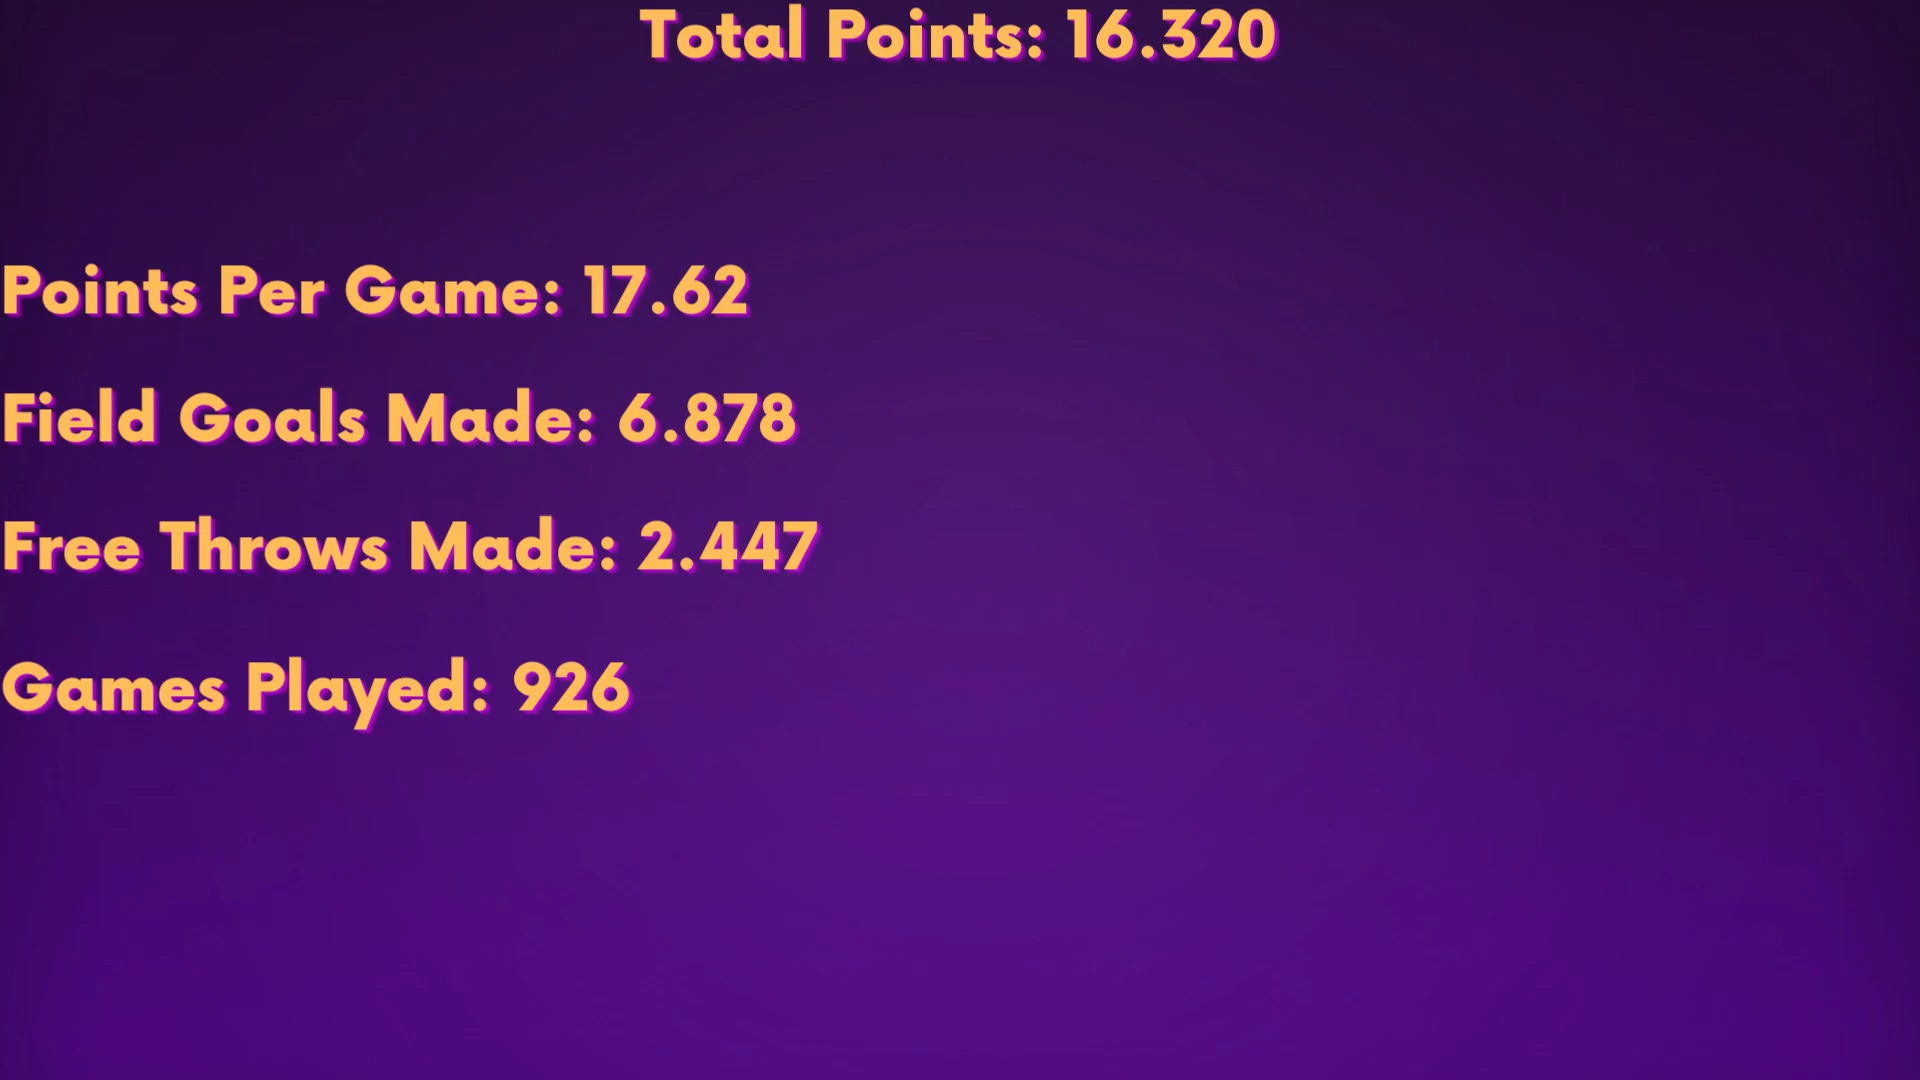 Total Points: 16.320
Points Per Game: 17.62
Field Goals Made: 6.878
Free Throws Made: 2.447
Games Played: 926